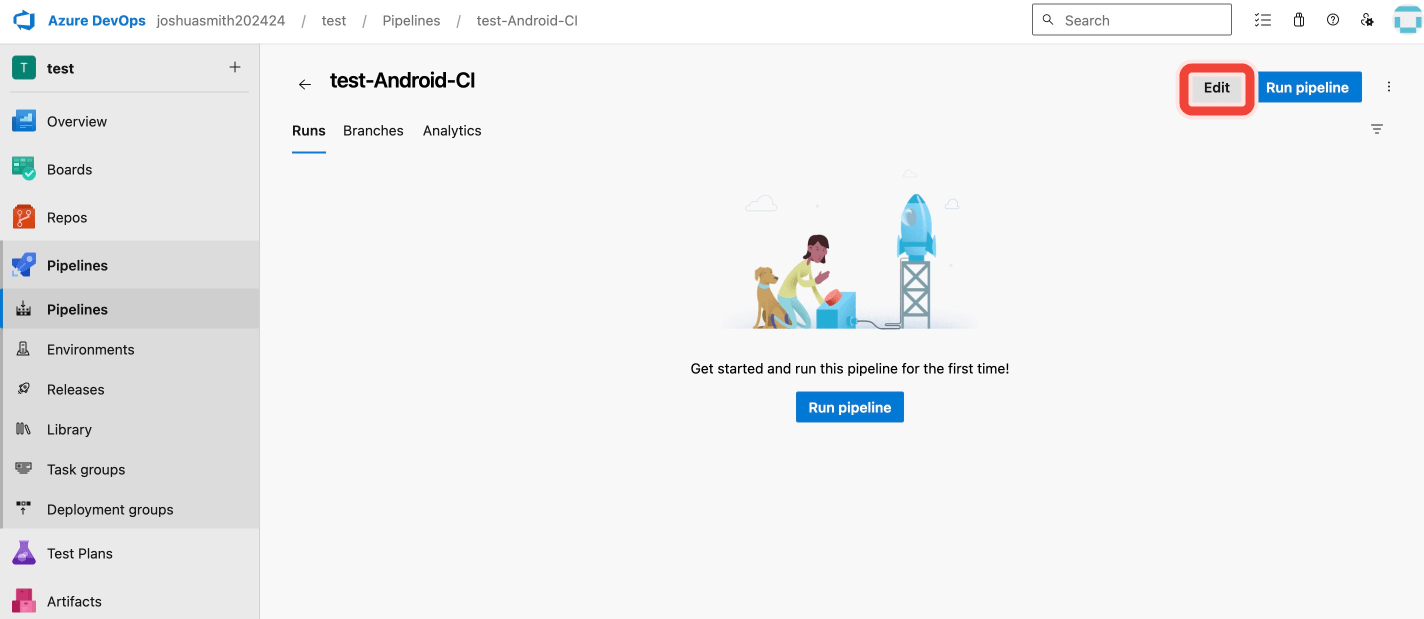 Azure DevOps joshuasmith202424 / test / Pipelines / test-Android-CI Search
T test +
test-Android-CI
Edit Run pipeline
Overview
Runs Branches Analytics
Boards
Repos
Pipelines
Pipelines
Environments
Get started and run this pipeline for the first time!
Releases
Run pipeline
Library
Task groups
Deployment groups
Test Plans
Artifacts